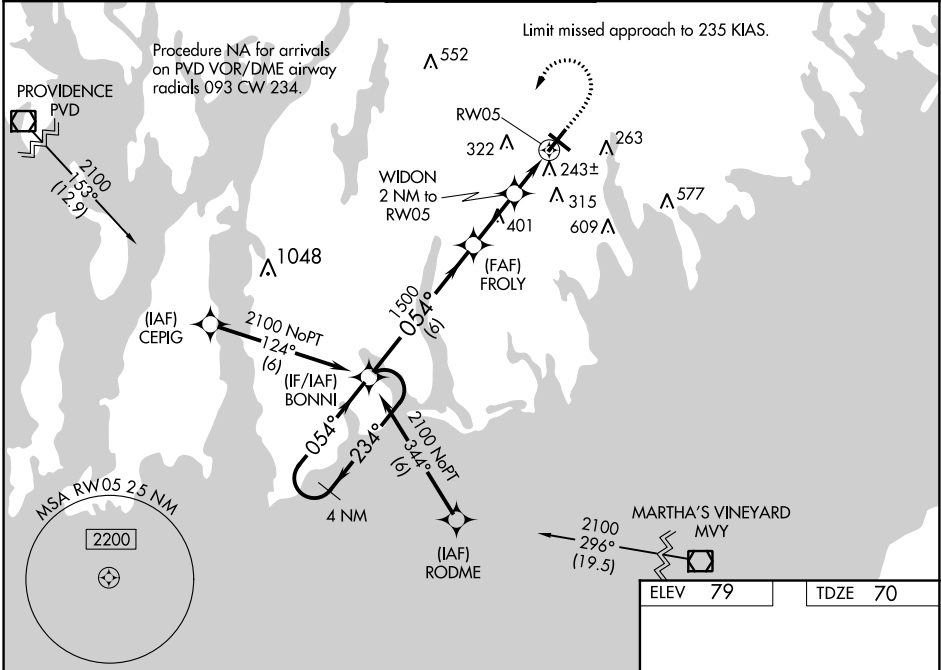 Limit missed approach to 235 KIAS.
Procedure NA for arrivals
on PVD VOR/DME airway
radials 093 CW 234.
552
PROVIDENCE
PVD
2100
153°
(12.9)
RW05
322
263
243±
WIDON
2 NM to
RW05
315
577
401
609
(FAF)
FROLY
1048
1500
054°
(6)
(IAF)
CEPIG
2100 NoPT
124°
(6)
(IF/IAF)
BONNI
054°
234°
4 NM
2100 NoPT
344°
(6)
(IAF)
RODME
MSA RW05 25 NM
2200
MARTHA'S VINEYARD
MVY
2100
296°
(19.5)
ELEV 79
TDZE 70